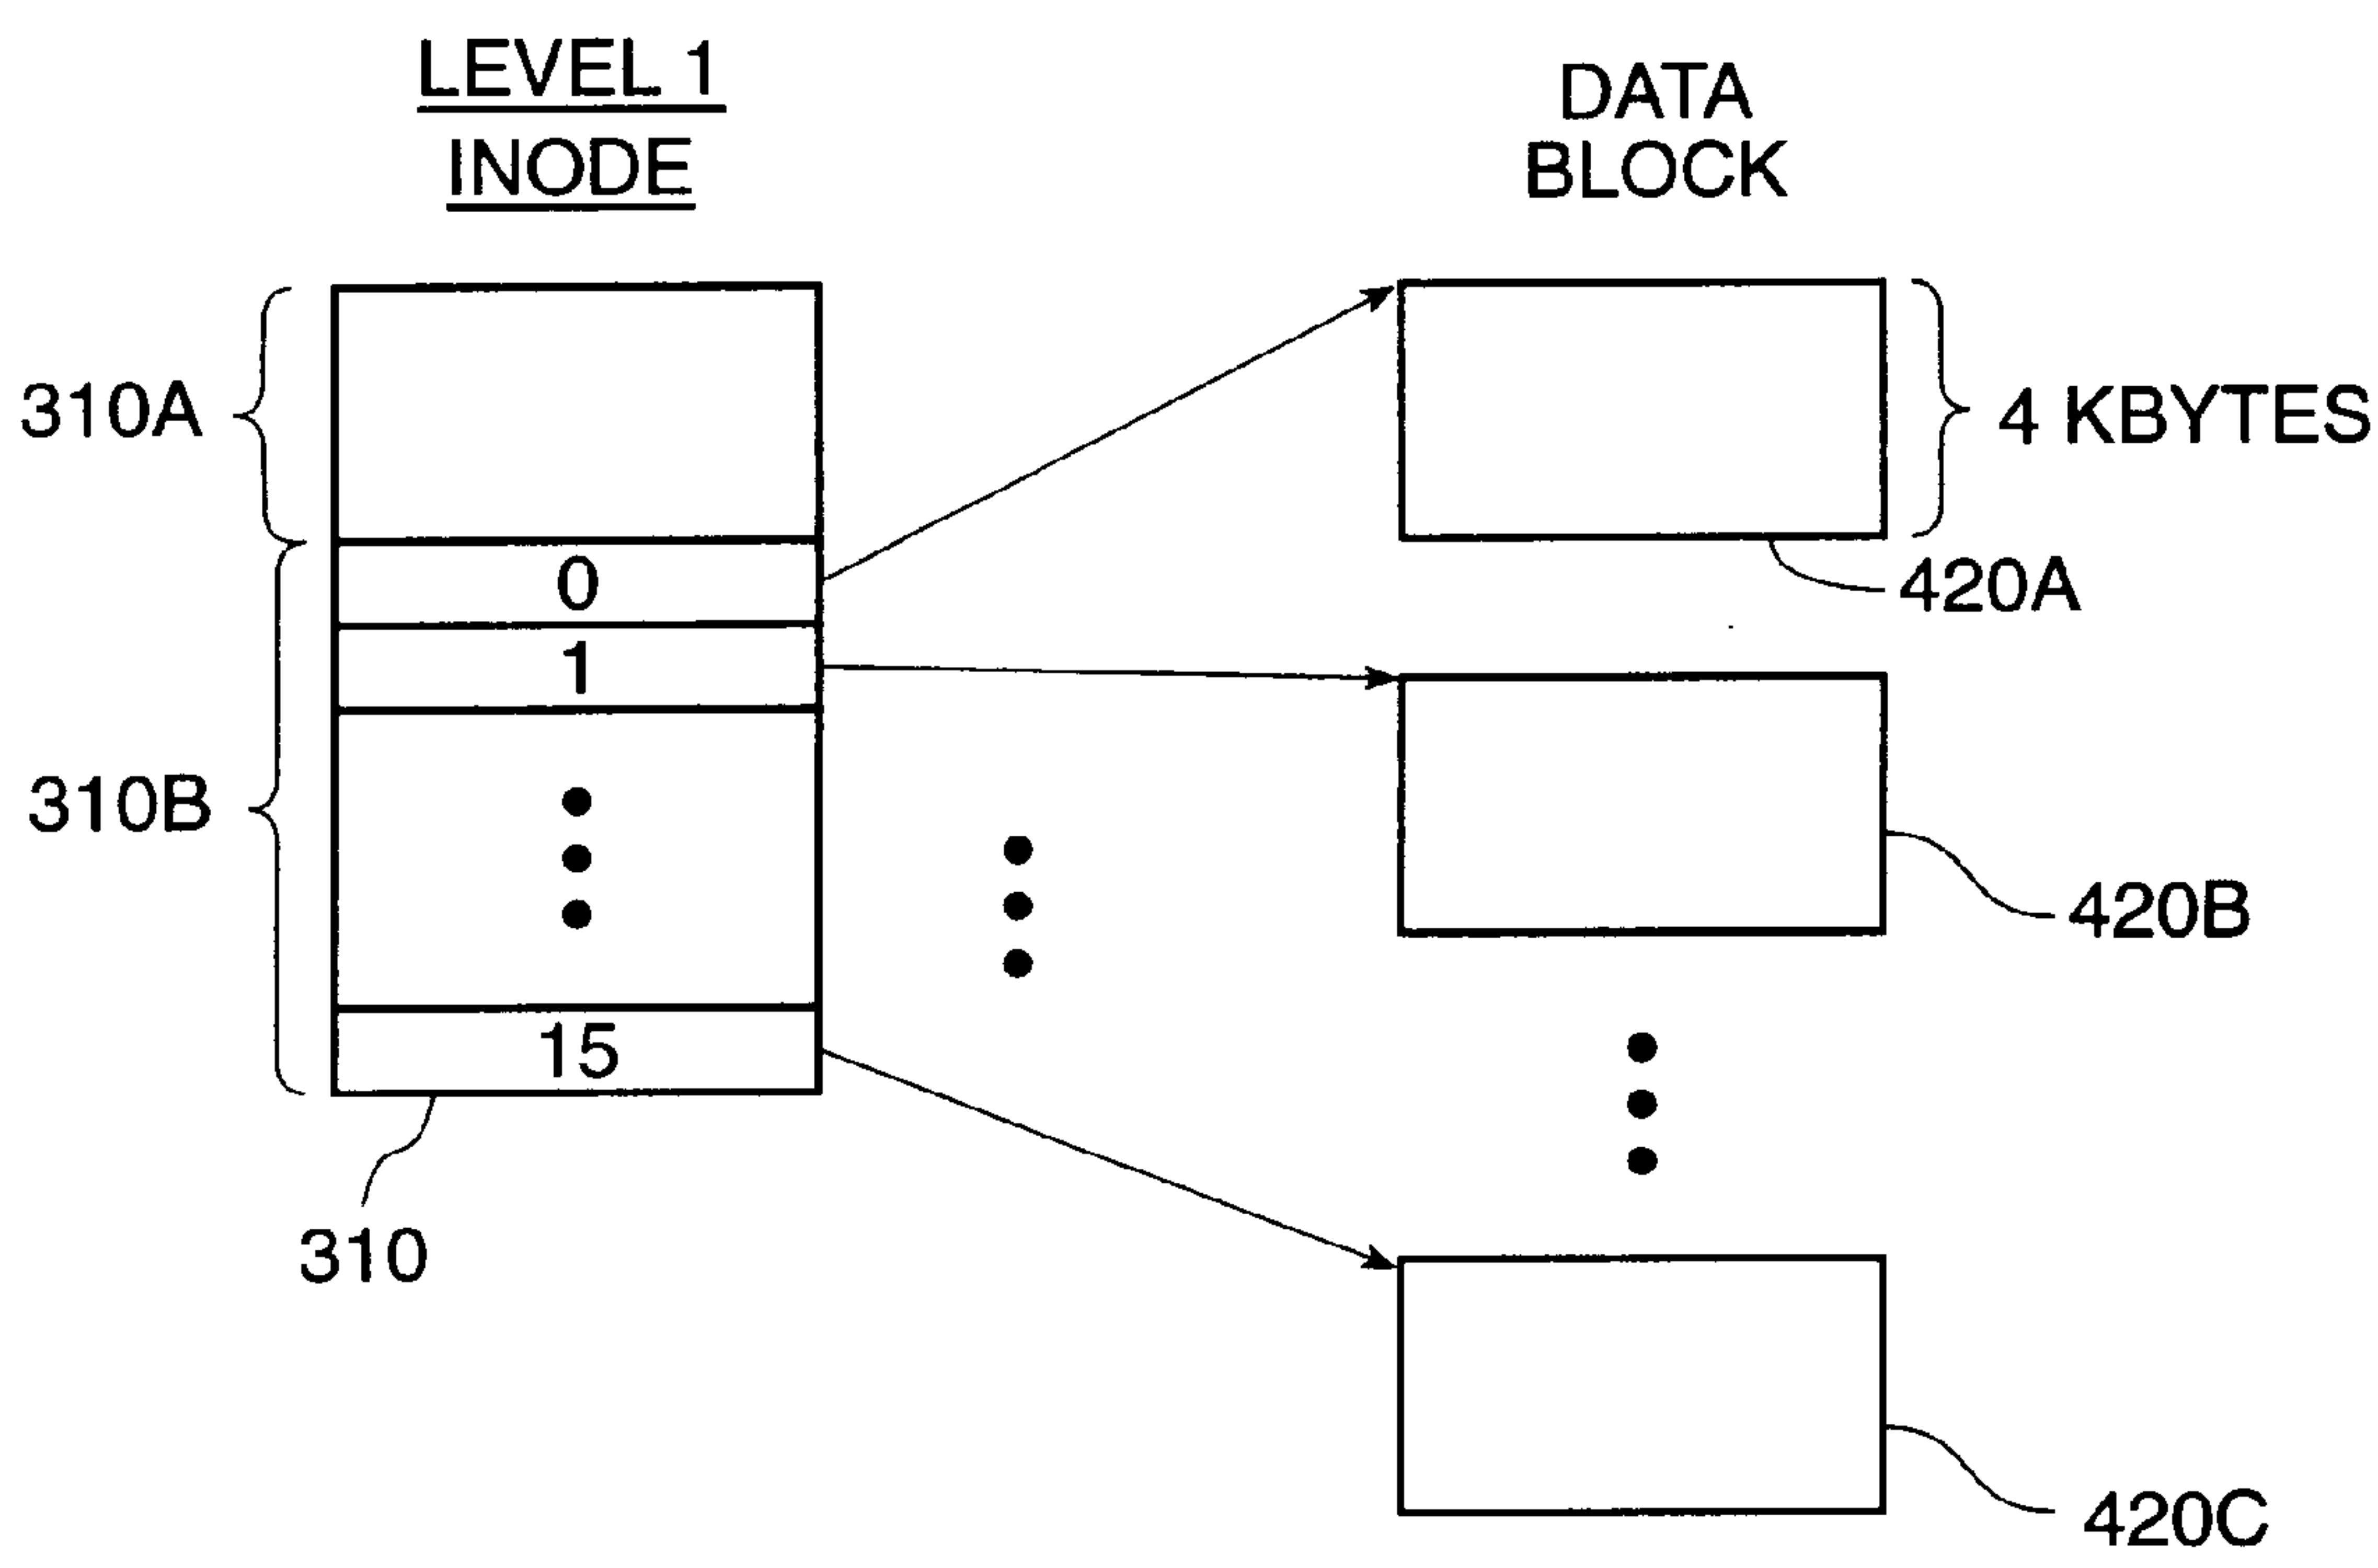 LEVEL 1
INODE
DATA
BLOCK
310A
4 KBYTES
0
420A
1
310B
420B
15
310
420C